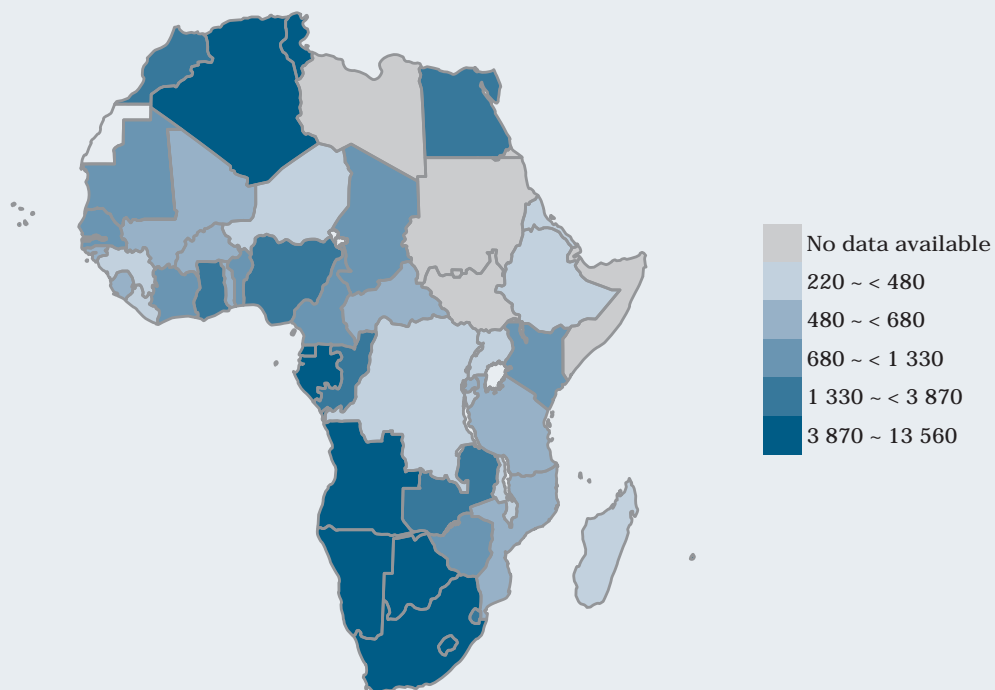 No data available
220 ~ < 480
480 ~ < 680
680 ~ < 1 330
1 330 ~ < 3 870
3 870 ~ 13 560